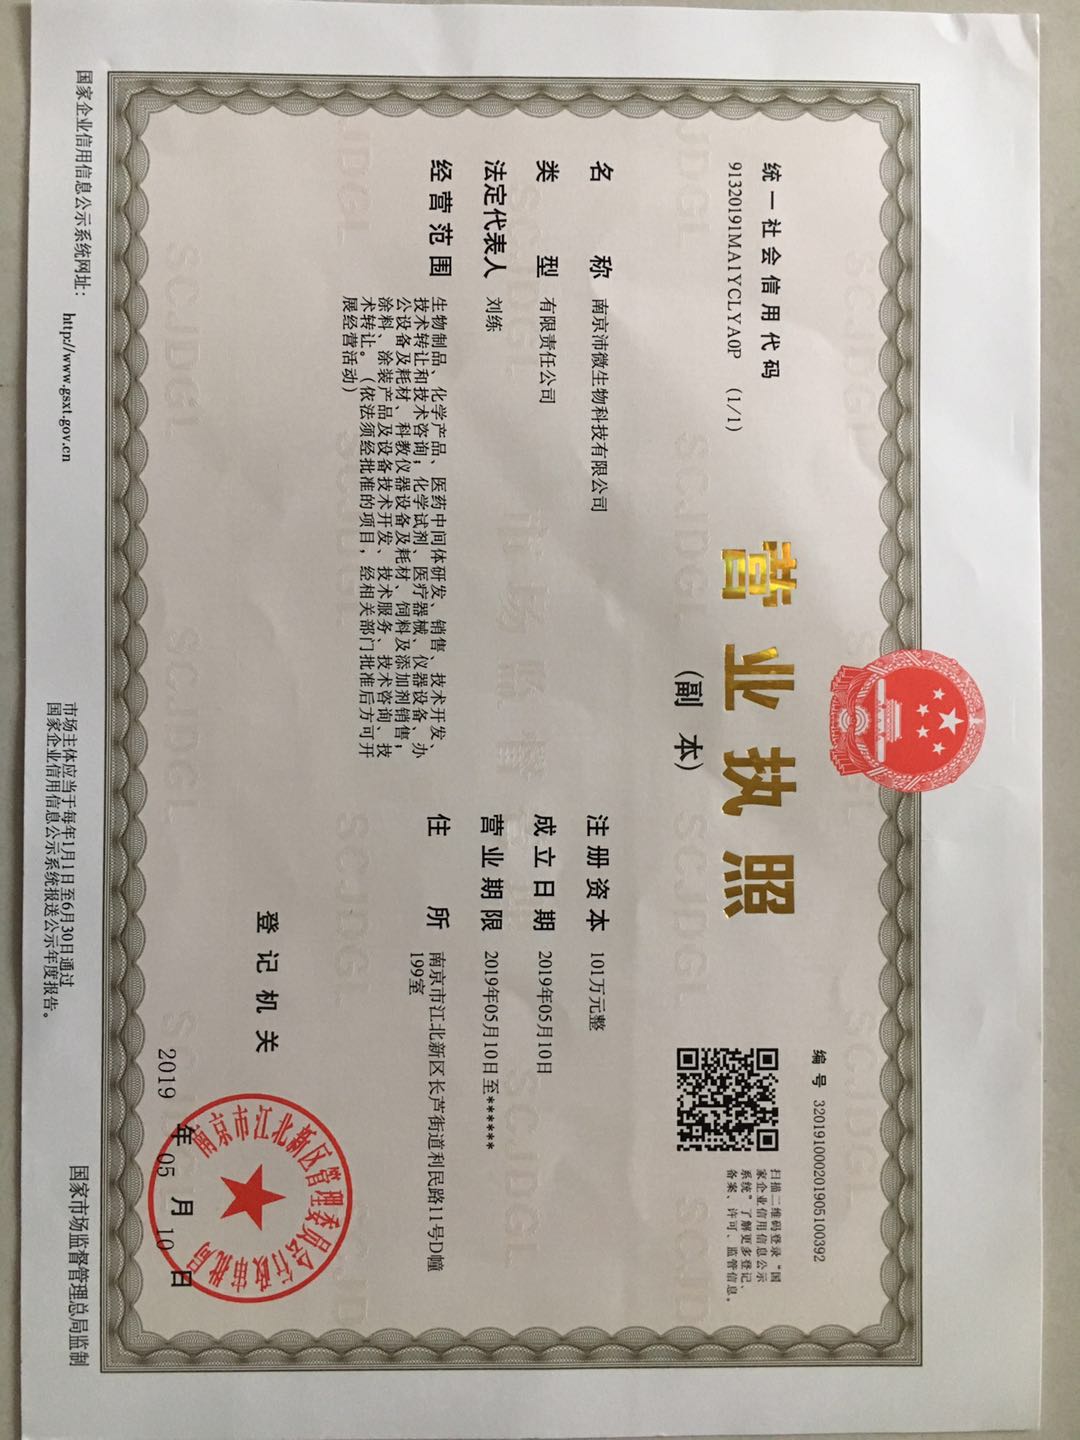 编号 320191000201905100392
统一社会信用代码
91320191MA1YCLYA0P (1/1)
营业执照
(副本)
扫描二维码登录“国
家企业信用信息公示
系统”了解更多登记、
备案、许可、监管信息。
名称 南京沛微生物科技有限公司
类型 有限责任公司
法定代表人 刘练
经营范围 生物制品、化学产品、医药中间体研发、销售、技术开发、
技术转让和技术咨询；化学试剂、医疗器械、仪器设备、办
公设备及耗材、科教仪器设备及耗材、饲料及添加剂销售；
涂料、涂装产品及设备技术开发、技术服务、技术咨询、技
术转让。（依法须经批准的项目，经相关部门批准后方可开
展经营活动）
注册资本 101万元整
成立日期 2019年05月10日
营业期限 2019年05月10日至******
住所 南京市江北新区长芦街道利民路11号D幢
199室
登记机关
南京市江北新区管理委员会行政审批局
2019 年 05 月 10 日
国家企业信用信息公示系统网址： http://www.gsxt.gov.cn
市场主体应当于每年1月1日至6月30日通过
国家企业信用信息公示系统报送公示年度报告。
国家市场监督管理总局监制